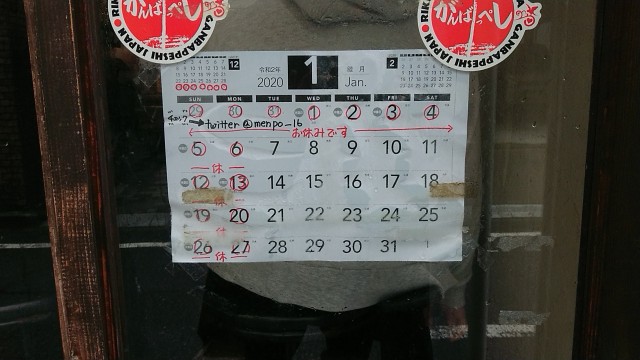 がんばっぺし
GANBAPPESHI JAPAN
がんばっぺし
GANBAPPESHI JAPAN
12
令和2年
2020
1
睦月
Jan.
2
SUN MON TUE WED THU FRI SAT
29 30 31 1 2 3 4
twitter @menpo_16
お休みです
5 6 7 8 9 10 11
休
12 13 14 15 16 17 18
休
19 20 21 22 23 24 25
休
26 27 28 29 30 31 1
休